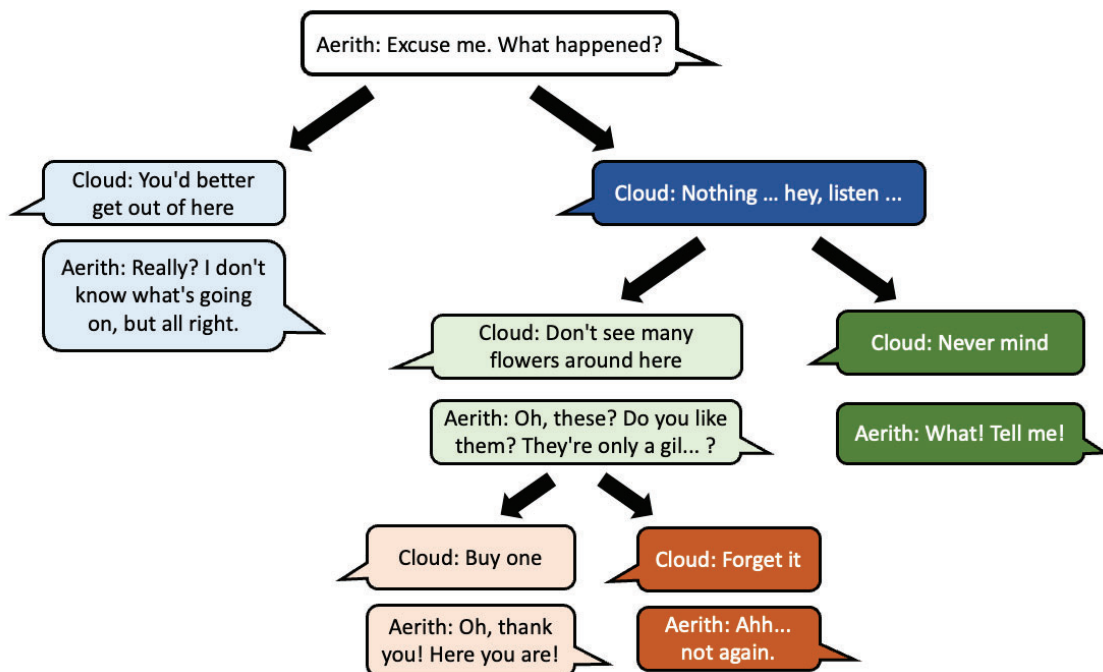 Aerith: Excuse me. What happened?
Cloud: You'd better
get out of here
Aerith: Really? I don't
know what's going
on, but all right.
Cloud: Nothing ... hey, listen ...
Cloud: Don't see many
flowers around here
Aerith: Oh, these? Do you like
them? They're only a gil... ?
Cloud: Never mind
Aerith: What! Tell me!
Cloud: Buy one
Aerith: Oh, thank
you! Here you are!
Cloud: Forget it
Aerith: Ahh...
not again.